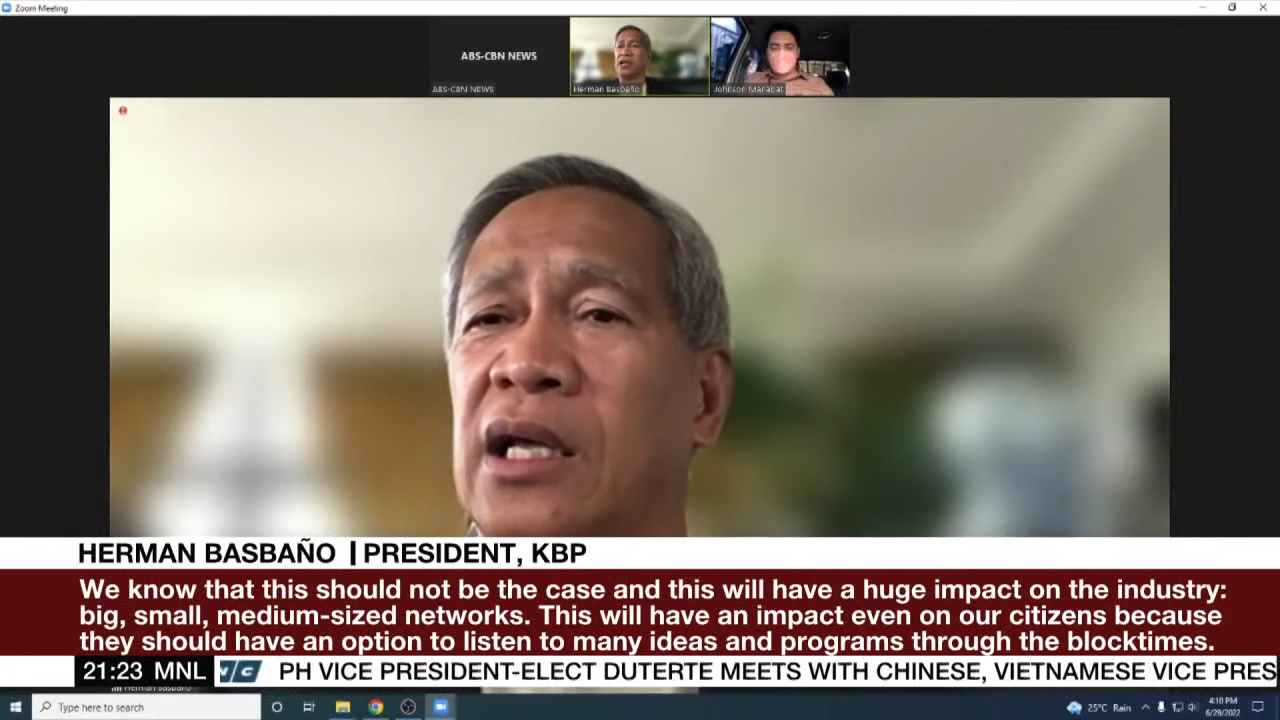 Zoom Meeting
ABS-CBN NEWS
ABS-CBN NEWS
Herman Basbaño
Johnson Manabat
HERMAN BASBAÑO | PRESIDENT, KBP
We know that this should not be the case and this will have a huge impact on the industry:
big, small, medium-sized networks. This will have an impact even on our citizens because
they should have an option to listen to many ideas and programs through the blocktimes.
21:23 MNL PH VICE PRESIDENT-ELECT DUTERTE MEETS WITH CHINESE, VIETNAMESE VICE PRES
Herman Basbaño
Type here to search
25°C Rain
4:10 PM
6/29/2022